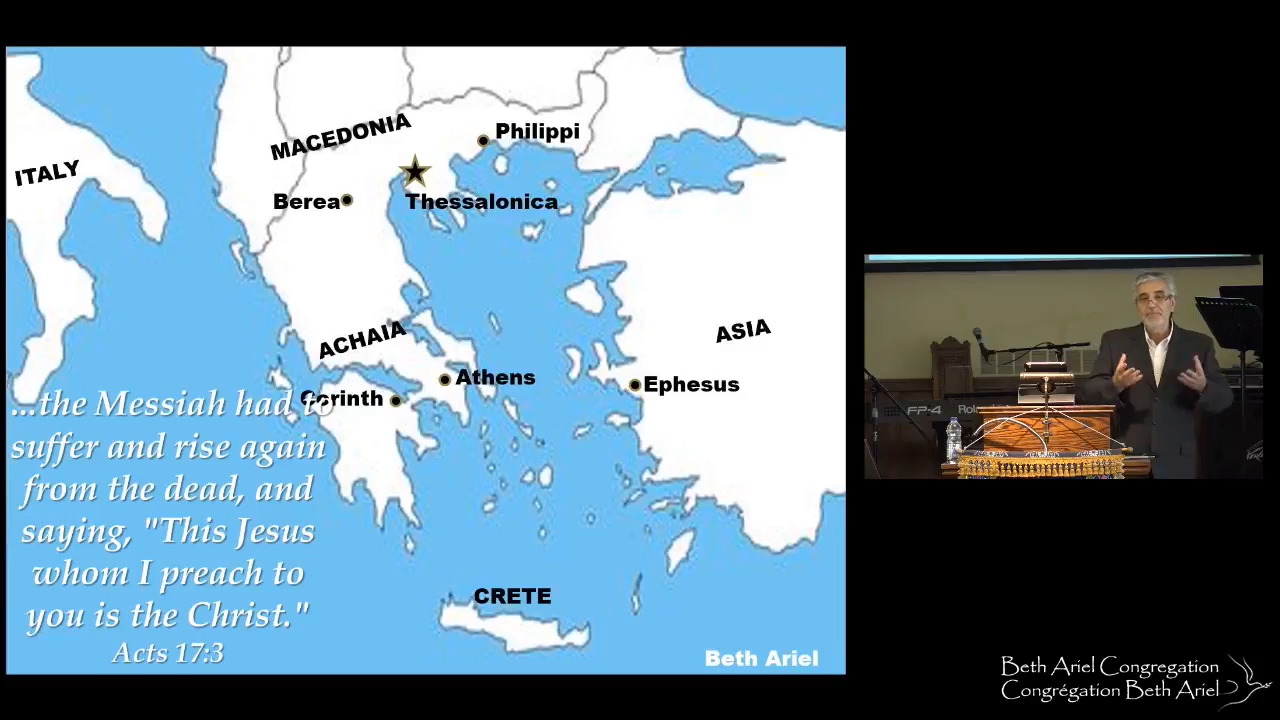 MACEDONIA
Philippi
ITALY
Berea
Thessalonica
ACHAIA
ASIA
Athens
Ephesus
Corinth
...the Messiah had to
suffer and rise again
from the dead, and
saying, "This Jesus
whom I preach to
you is the Christ."
Acts 17:3
CRETE
Beth Ariel
FP-4 Roland
Beth Ariel Congregation
Congrégation Beth Ariel